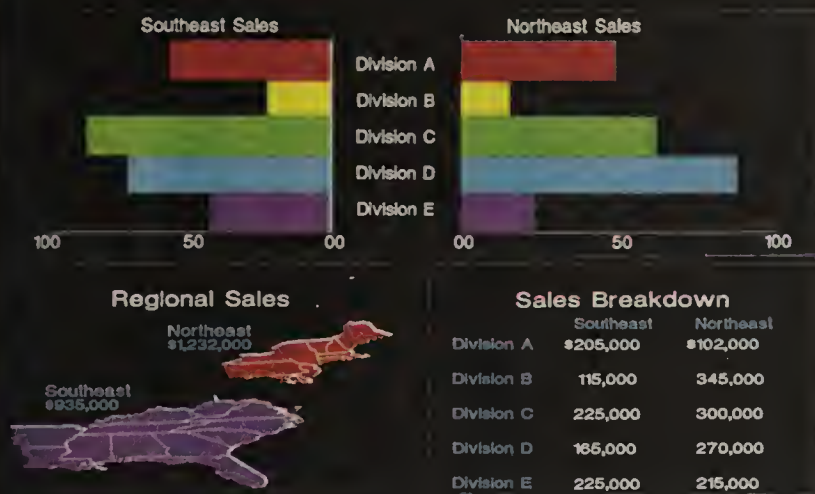 Southeast Sales Northeast Sales
Division A
Division B
Division C
Division D
Division E
100 50 00 00 50 100
Regional Sales
Northeast
$1,232,000
Southeast
$935,000
Sales Breakdown
Southeast Northeast
Division A $205,000 $102,000
Division B 115,000 345,000
Division C 225,000 300,000
Division D 165,000 270,000
Division E 225,000 215,000